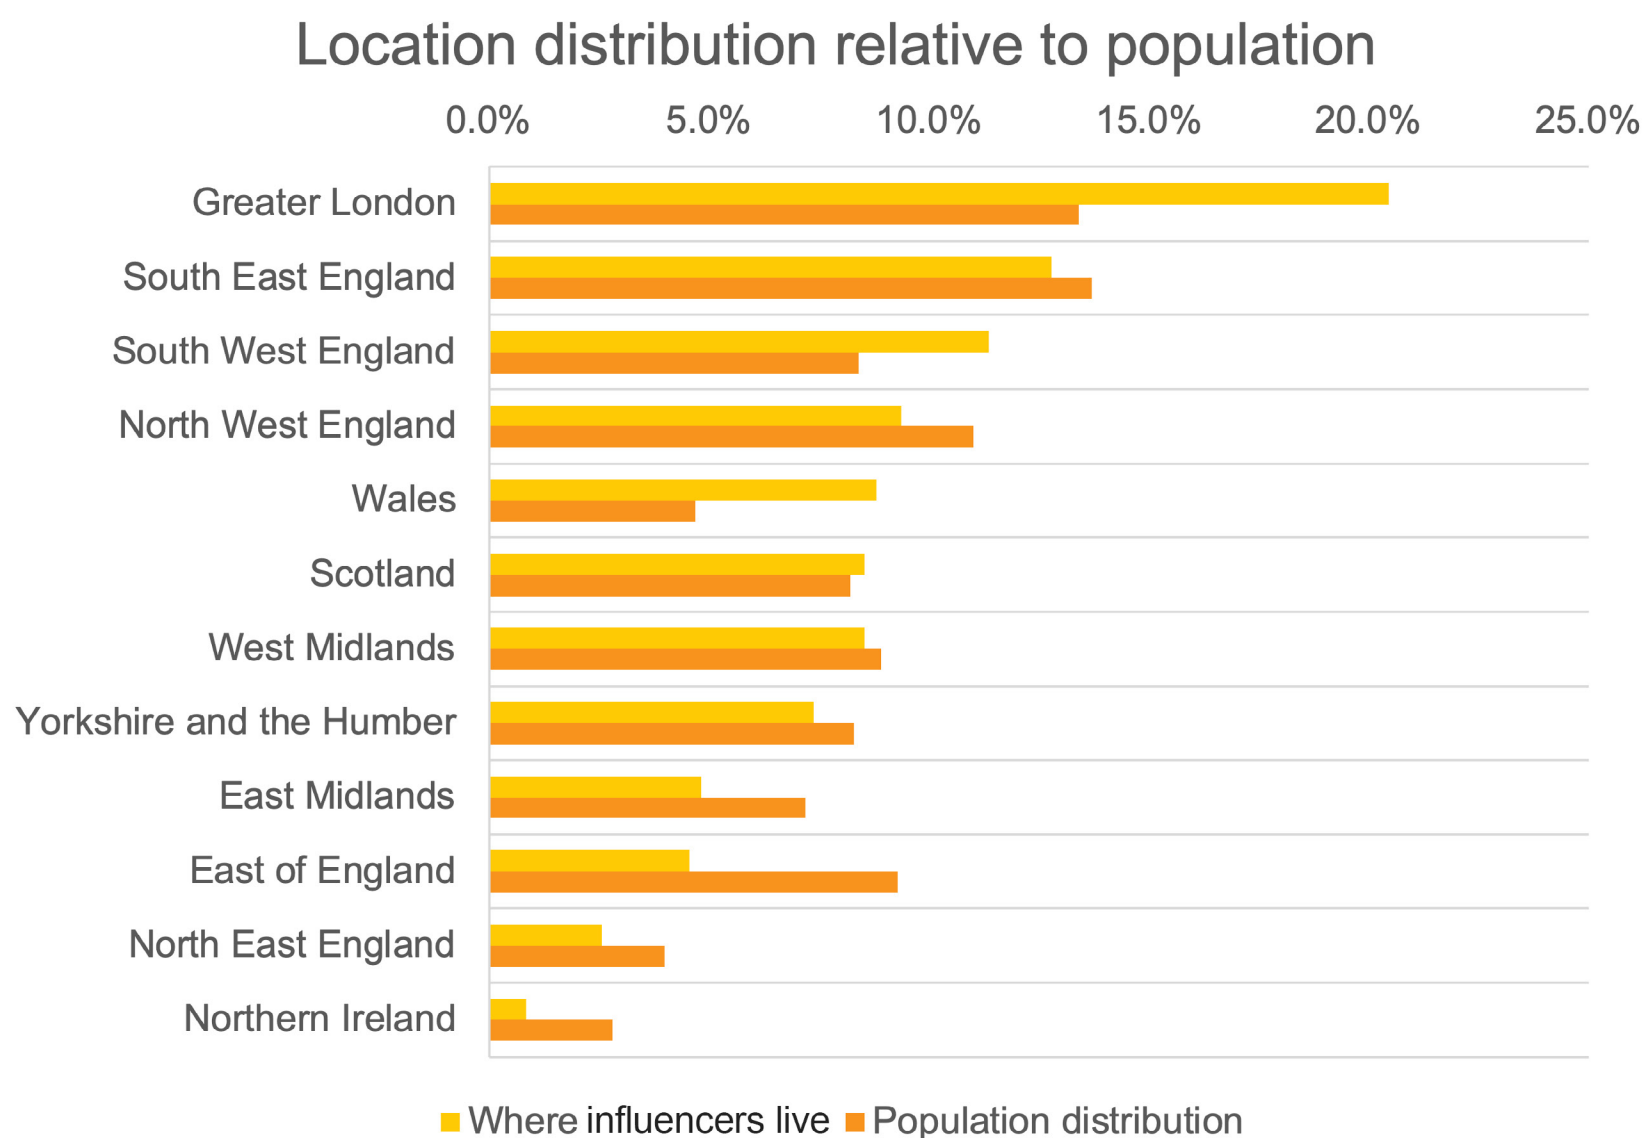 Location distribution relative to population
0.0% 5.0% 10.0% 15.0% 20.0% 25.0%
Greater London
South East England
South West England
North West England
Wales
Scotland
West Midlands
Yorkshire and the Humber
East Midlands
East of England
North East England
Northern Ireland
Where influencers live Population distribution